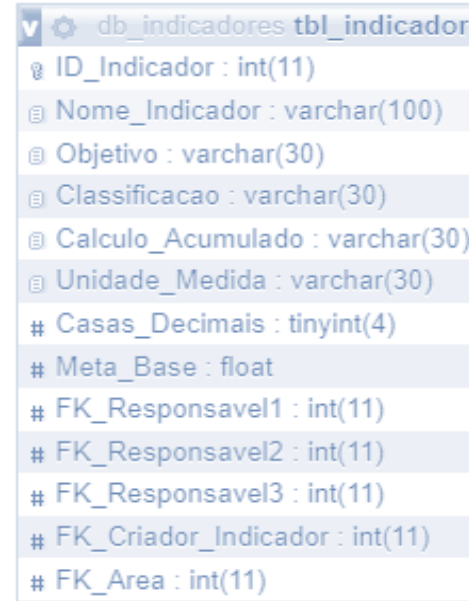 db_indicadores tbl_indicador
ID_Indicador : int(11)
Nome_Indicador : varchar(100)
Objetivo : varchar(30)
Classificacao : varchar(30)
Calculo_Acumulado : varchar(30)
Unidade_Medida : varchar(30)
# Casas_Decimais : tinyint(4)
# Meta_Base : float
# FK_Responsavel1 : int(11)
# FK_Responsavel2 : int(11)
# FK_Responsavel3 : int(11)
# FK_Criador_Indicador : int(11)
# FK_Area : int(11)